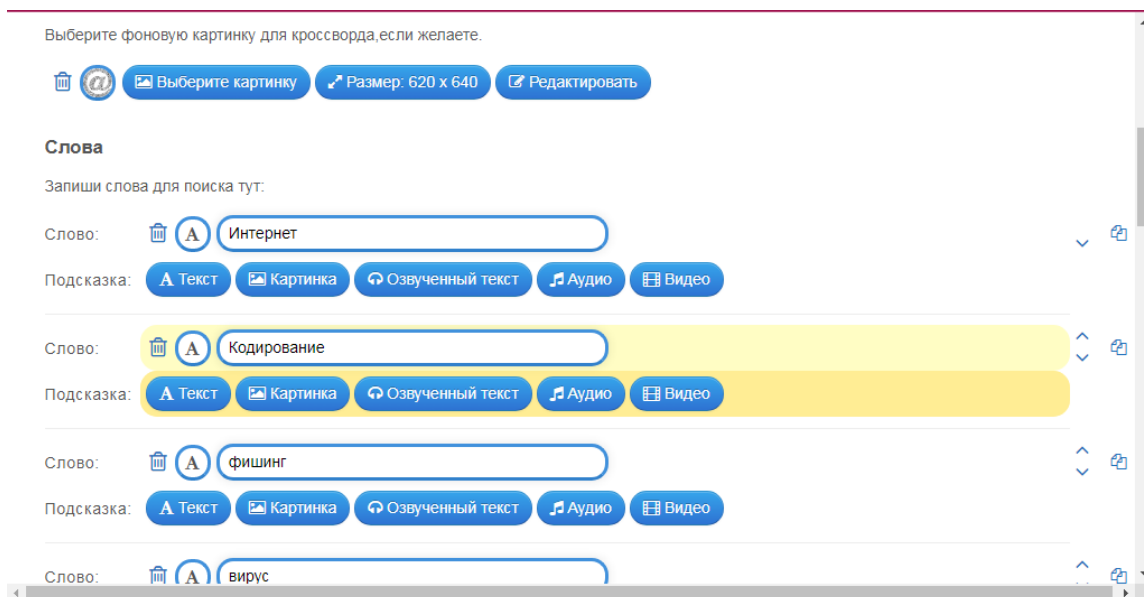 Выберите фоновую картинку для кроссворда,если желаете.
@ Выберите картинку Размер: 620 x 640 Редактировать
Слова
Запиши слова для поиска тут:
Слово: A Интернет
Подсказка: A Текст Картинка Озвученный текст Аудио Видео
Слово: A Кодирование
Подсказка: A Текст Картинка Озвученный текст Аудио Видео
Слово: A фишинг
Подсказка: A Текст Картинка Озвученный текст Аудио Видео
Слово: A вирус